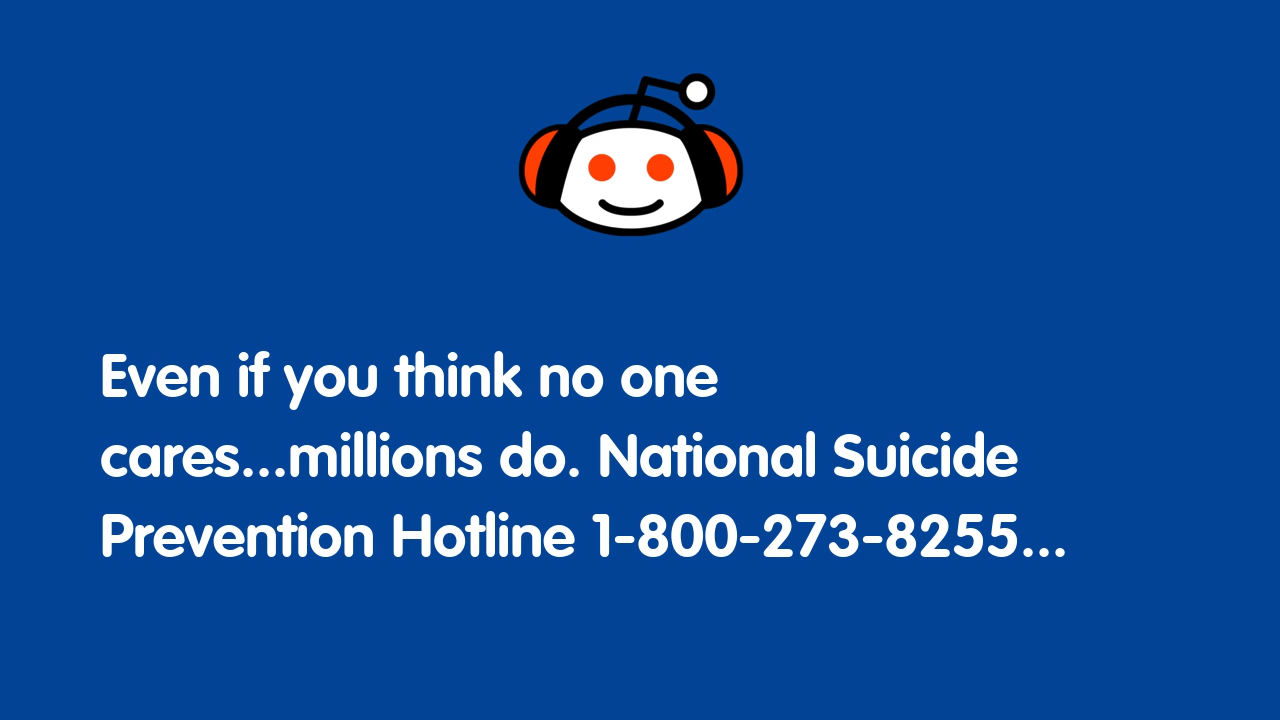 Even if you think no one
cares...millions do. National Suicide
Prevention Hotline 1-800-273-8255...